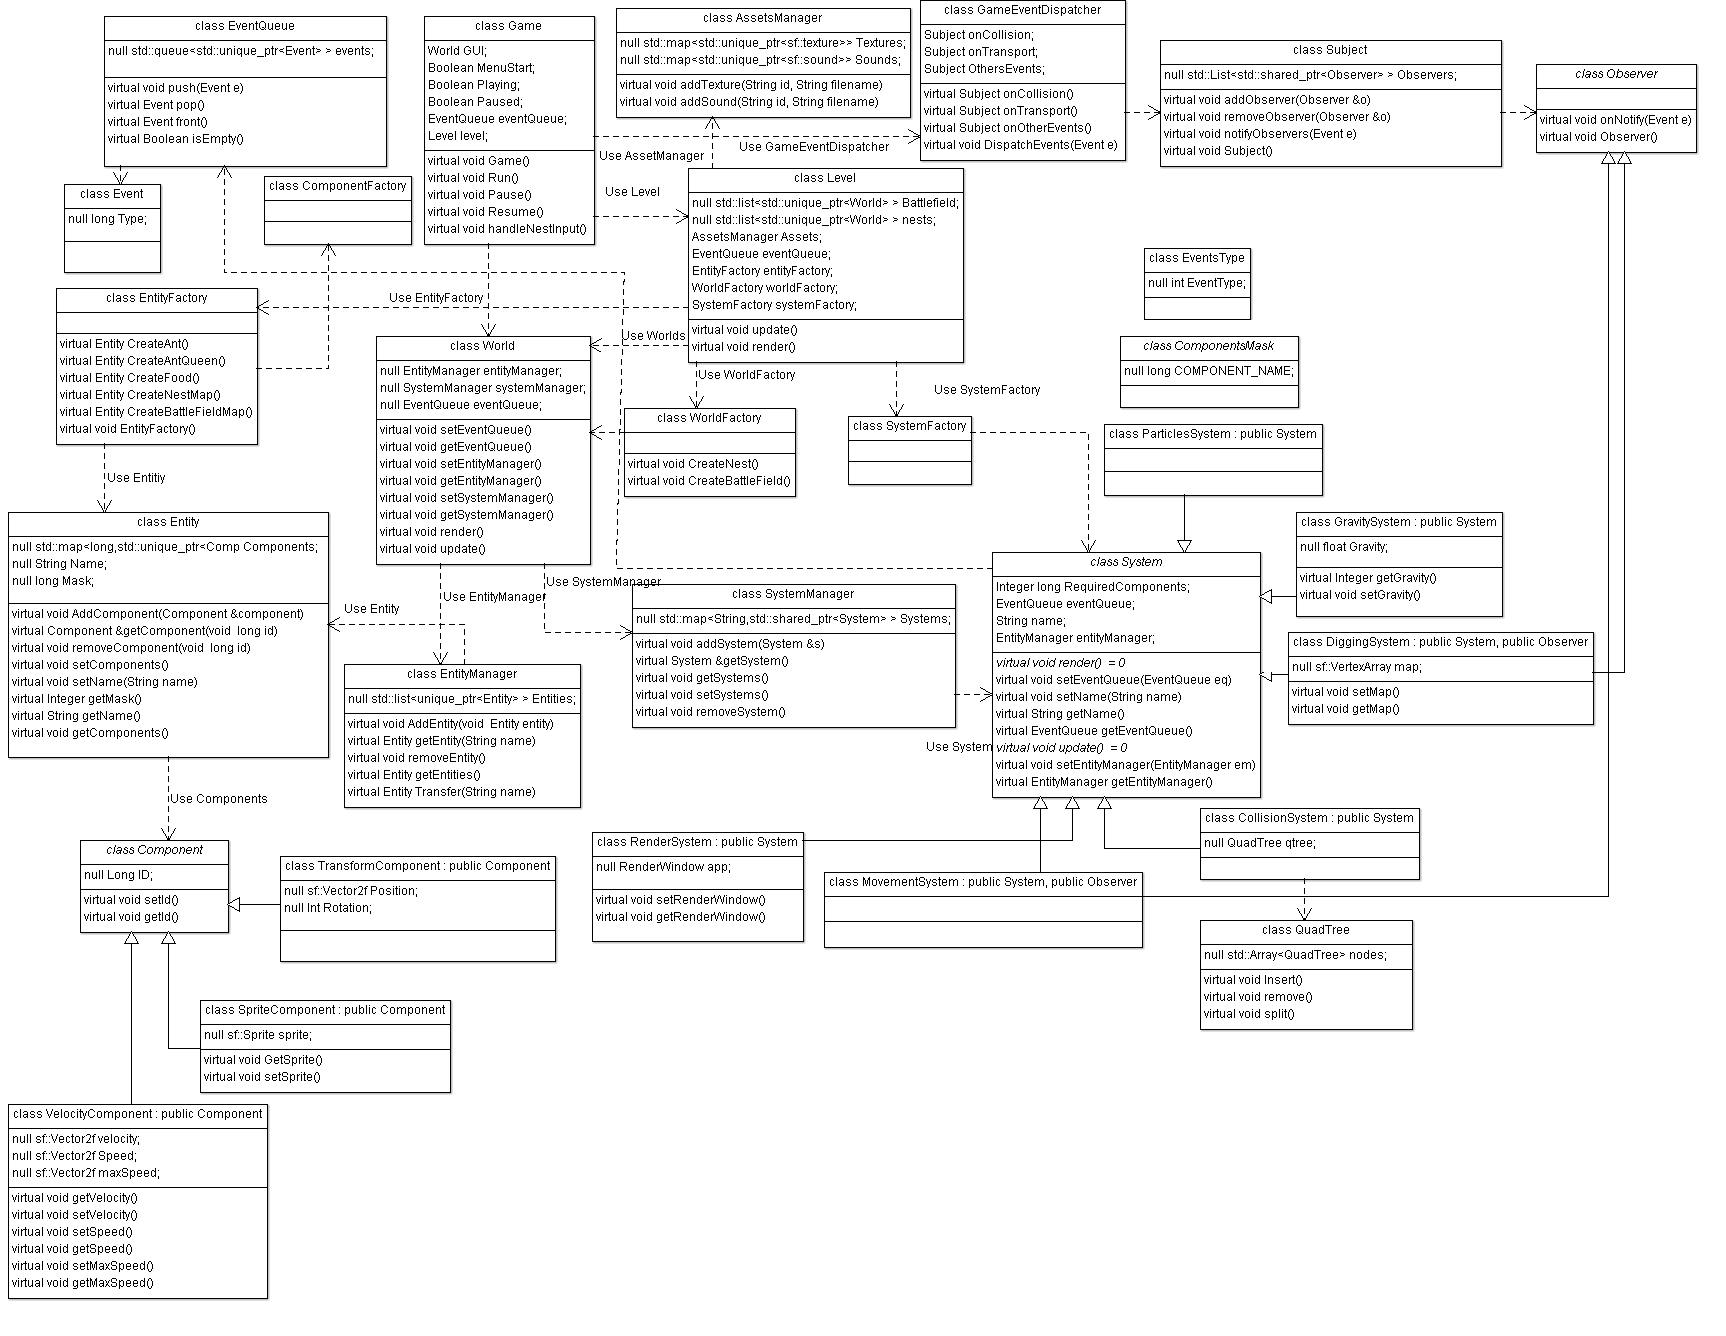 class EventQueue
null std::queue<std::unique_ptr<Event> > events;
virtual void push(Event e)
virtual Event pop()
virtual Event front()
virtual Boolean isEmpty()
class Game
World GUI;
Boolean MenuStart;
Boolean Playing;
Boolean Paused;
EventQueue eventQueue;
Level level;
virtual void Game()
virtual void Run()
virtual void Pause()
virtual void Resume()
virtual void handleNestInput()
class AssetsManager
null std::map<std::unique_ptr<sf::texture>> Textures;
null std::map<std::unique_ptr<sf::sound>> Sounds;
virtual void addTexture(String id, String filename)
virtual void addSound(String id, String filename)
class GameEventDispatcher
Subject onCollision;
Subject onTransport;
Subject OthersEvents;
virtual Subject onCollision()
virtual Subject onTransport()
virtual Subject onOtherEvents()
virtual void DispatchEvents(Event e)
class Subject
null std::List<std::shared_ptr<Observer> > Observers;
virtual void addObserver(Observer &o)
virtual void removeObserver(Observer &o)
virtual void notifyObservers(Event e)
virtual void Subject()
class Observer
virtual void onNotify(Event e)
virtual void Observer()
Use GameEventDispatcher
Use AssetManager
Use Level
class Event
null long Type;
class ComponentFactory
class Level
null std::list<std::unique_ptr<World> > Battlefield;
null std::list<std::unique_ptr<World> > nests;
AssetsManager Assets;
EventQueue eventQueue;
EntityFactory entityFactory;
WorldFactory worldFactory;
SystemFactory systemFactory;
virtual void update()
virtual void render()
class EventsType
null int EventType;
class ComponentsMask
null long COMPONENT_NAME;
class EntityFactory
virtual Entity CreateAnt()
virtual Entity CreateAntQueen()
virtual Entity CreateFood()
virtual Entity CreateNestMap()
virtual Entity CreateBattleFieldMap()
virtual void EntityFactory()
Use EntityFactory
Use Worlds
Use WorldFactory
Use SystemFactory
class World
null EntityManager entityManager;
null SystemManager systemManager;
null EventQueue eventQueue;
virtual void setEventQueue()
virtual void getEventQueue()
virtual void setEntityManager()
virtual void getEntityManager()
virtual void setSystemManager()
virtual void getSystemManager()
virtual void render()
virtual void update()
class WorldFactory
virtual void CreateNest()
virtual void CreateBattleField()
class SystemFactory
class ParticlesSystem : public System
Use Entitiy
class Entity
null std::map<long,std::unique_ptr<Comp Components;
null String Name;
null long Mask;
virtual void AddComponent(Component &component)
virtual Component &getComponent(void  long id)
virtual void removeComponent(void  long id)
virtual void setComponents()
virtual void setName(String name)
virtual Integer getMask()
virtual String getName()
virtual void getComponents()
Use Entity
Use EntityManager
Use SystemManager
class EntityManager
null std::list<unique_ptr<Entity> > Entities;
virtual void AddEntity(void  Entity entity)
virtual Entity getEntity(String name)
virtual void removeEntity()
virtual Entity getEntities()
virtual Entity Transfer(String name)
class SystemManager
null std::map<String,std::shared_ptr<System> > Systems;
virtual void addSystem(System &s)
virtual System &getSystem()
virtual void getSystems()
virtual void setSystems()
virtual void removeSystem()
Use System
class System
Integer long RequiredComponents;
EventQueue eventQueue;
String name;
EntityManager entityManager;
virtual void render()  = 0
virtual void setEventQueue(EventQueue eq)
virtual void setName(String name)
virtual String getName()
virtual EventQueue getEventQueue()
virtual void update()  = 0
virtual void setEntityManager(EntityManager em)
virtual EntityManager getEntityManager()
class GravitySystem : public System
null float Gravity;
virtual Integer getGravity()
virtual void setGravity()
class DiggingSystem : public System, public Observer
null sf::VertexArray map;
virtual void setMap()
virtual void getMap()
Use Components
class Component
null Long ID;
virtual void setId()
virtual void getId()
class TransformComponent : public Component
null sf::Vector2f Position;
null Int Rotation;
class RenderSystem : public System
null RenderWindow app;
virtual void setRenderWindow()
virtual void getRenderWindow()
class MovementSystem : public System, public Observer
class CollisionSystem : public System
null QuadTree qtree;
class QuadTree
null std::Array<QuadTree> nodes;
virtual void Insert()
virtual void remove()
virtual void split()
class SpriteComponent : public Component
null sf::Sprite sprite;
virtual void GetSprite()
virtual void setSprite()
class VelocityComponent : public Component
null sf::Vector2f velocity;
null sf::Vector2f Speed;
null sf::Vector2f maxSpeed;
virtual void getVelocity()
virtual void setVelocity()
virtual void setSpeed()
virtual void getSpeed()
virtual void setMaxSpeed()
virtual void getMaxSpeed()